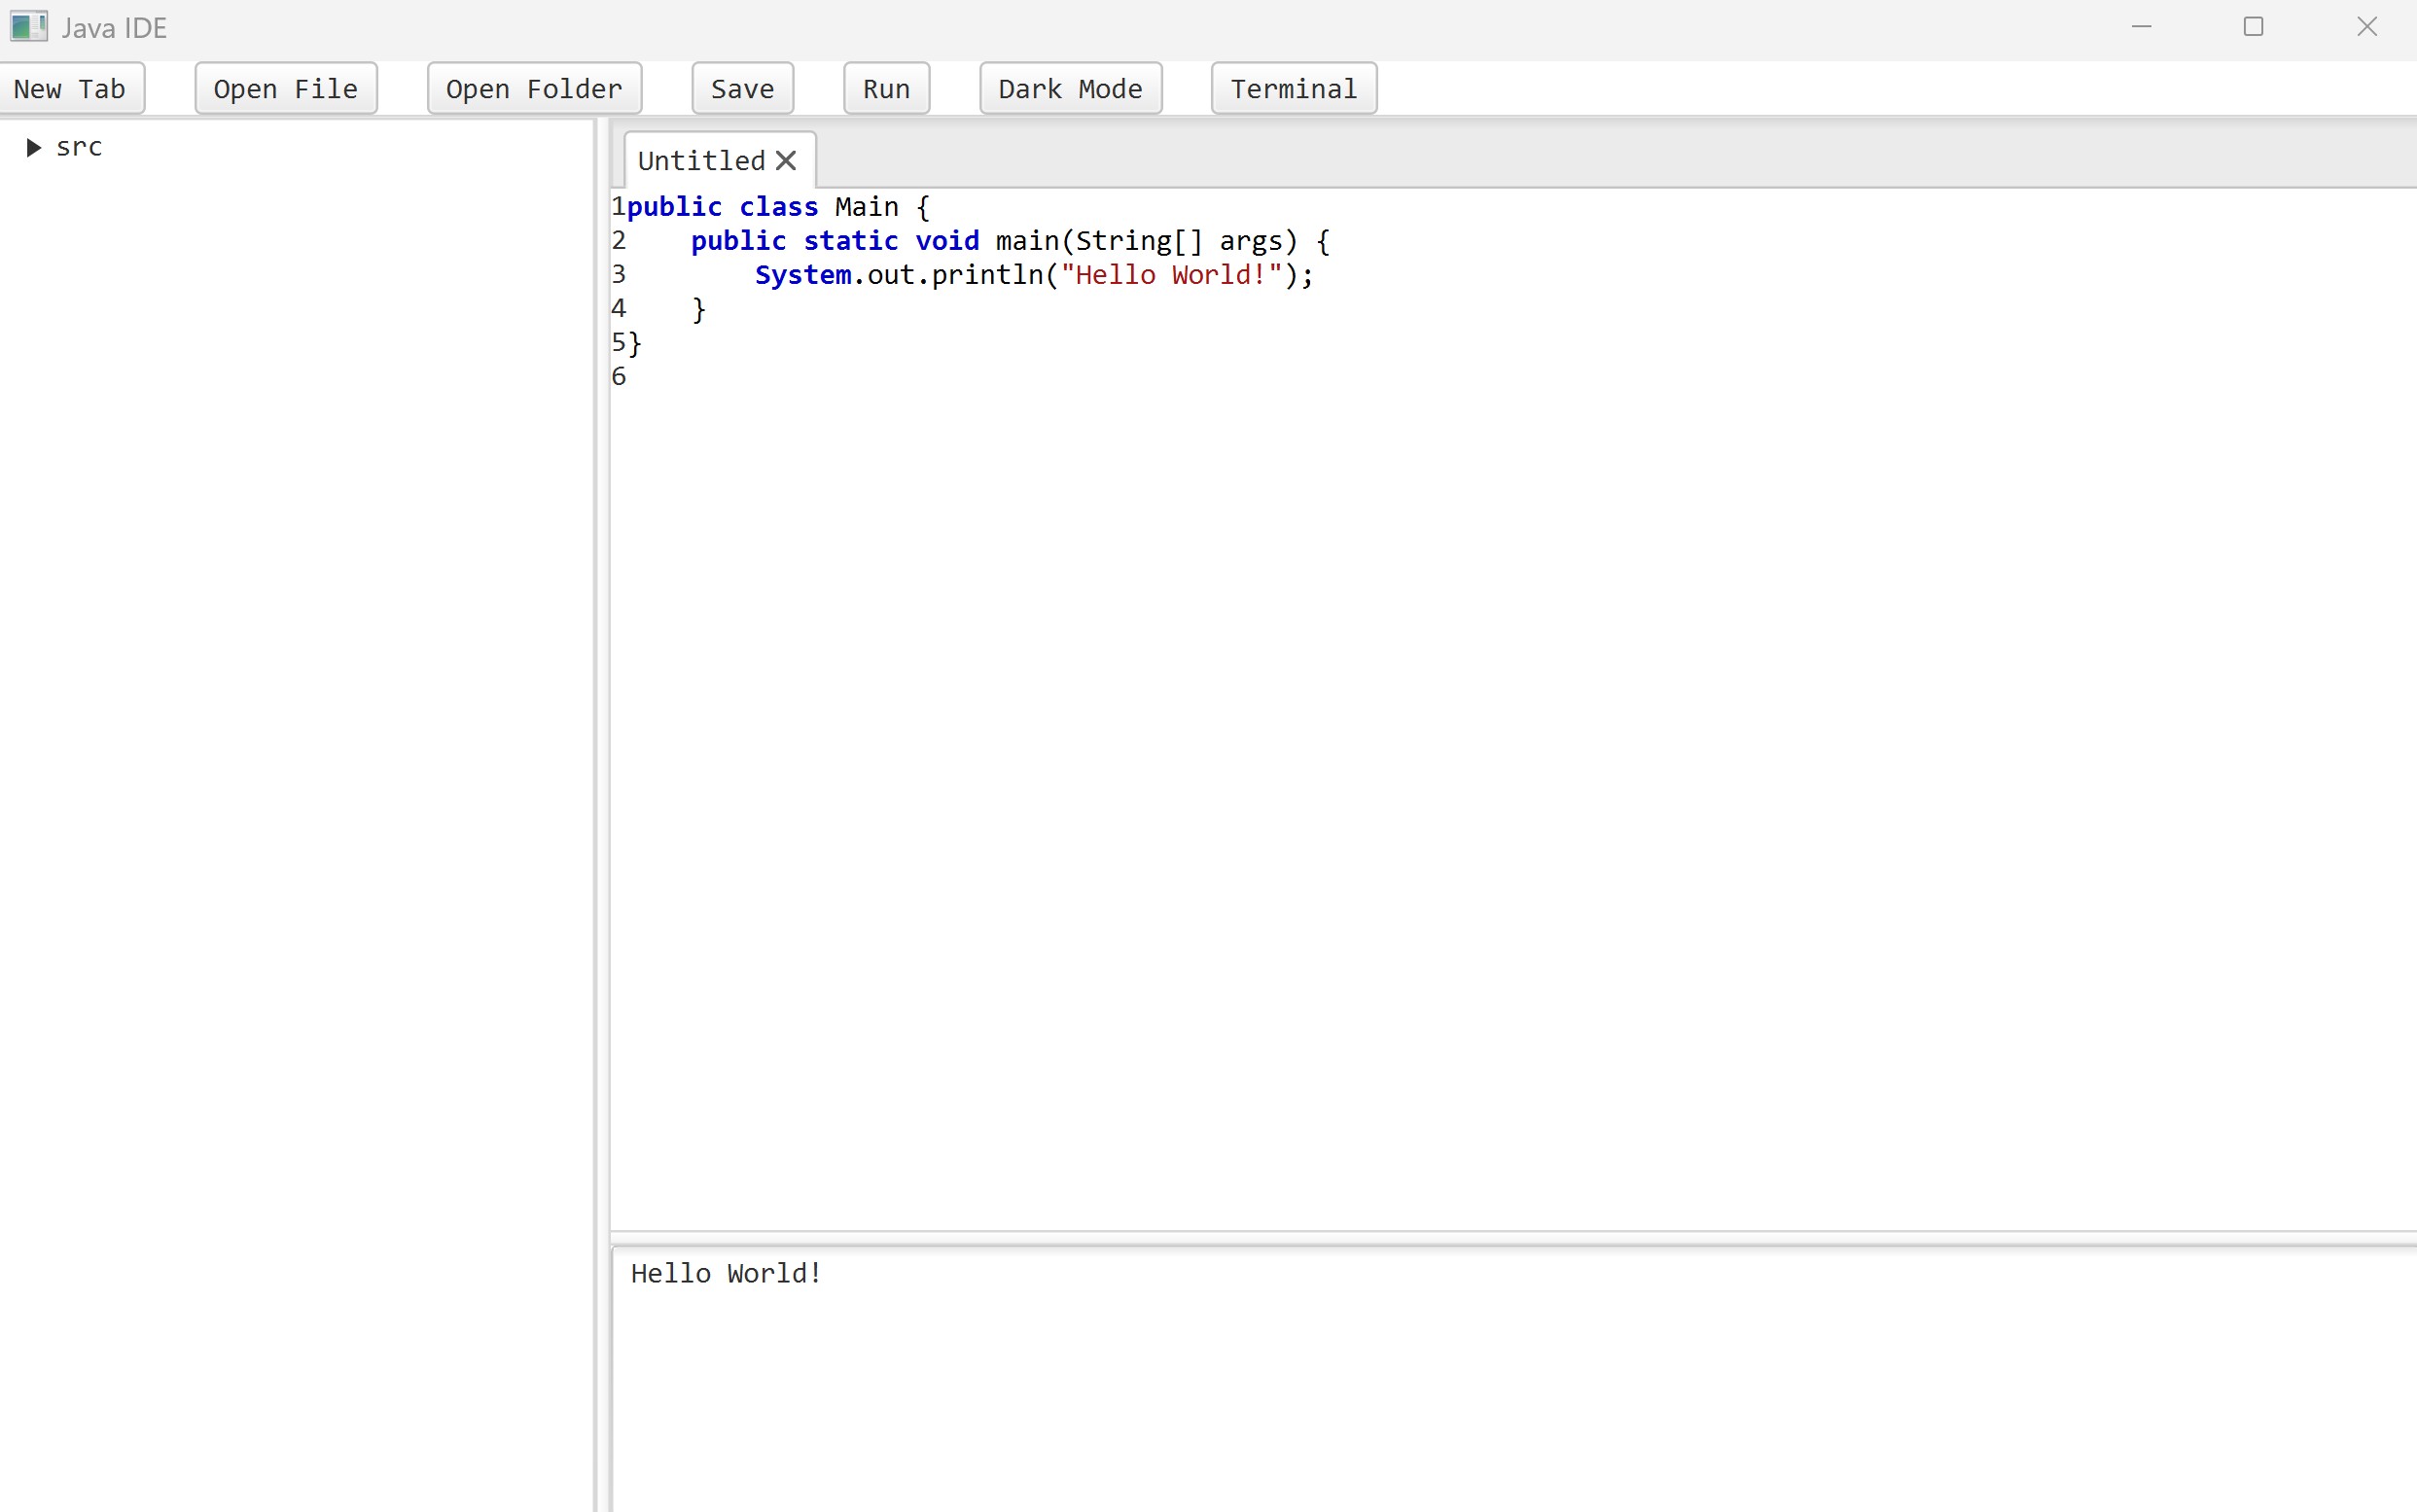 Java IDE
New Tab Open File Open Folder Save Run Dark Mode Terminal
src
Untitled
1public class Main {
2    public static void main(String[] args) {
3        System.out.println("Hello World!");
4    }
5}
6
Hello World!